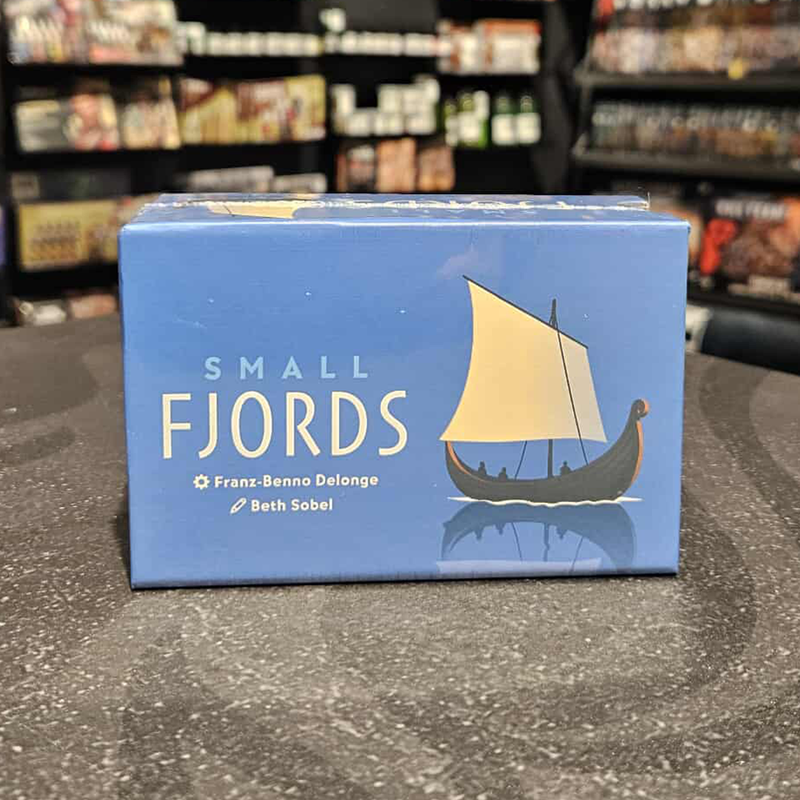 SMALL
FJORDS
Franz-Benno Delonge
Beth Sobel